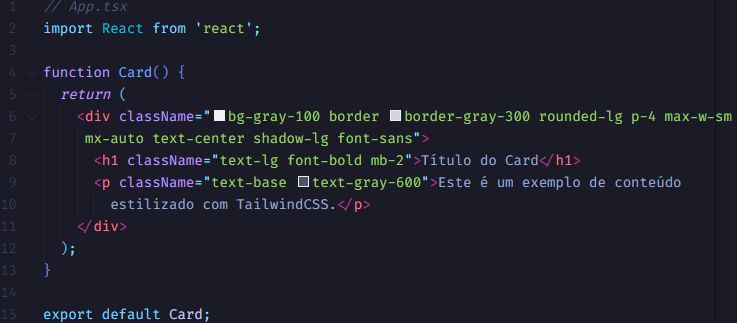 1 // App.tsx
2 import React from 'react';
3
4 function Card() {
5 return (
6 <div className="bg-gray-100 border border-gray-300 rounded-lg p-4 max-w-sm
7 mx-auto text-center shadow-lg font-sans">
8 <h1 className="text-lg font-bold mb-2">Título do Card</h1>
9 <p className="text-base text-gray-600">Este é um exemplo de conteúdo
10 estilizado com TailwindCSS.</p>
11 </div>
12 );
13 }
14
15 export default Card;